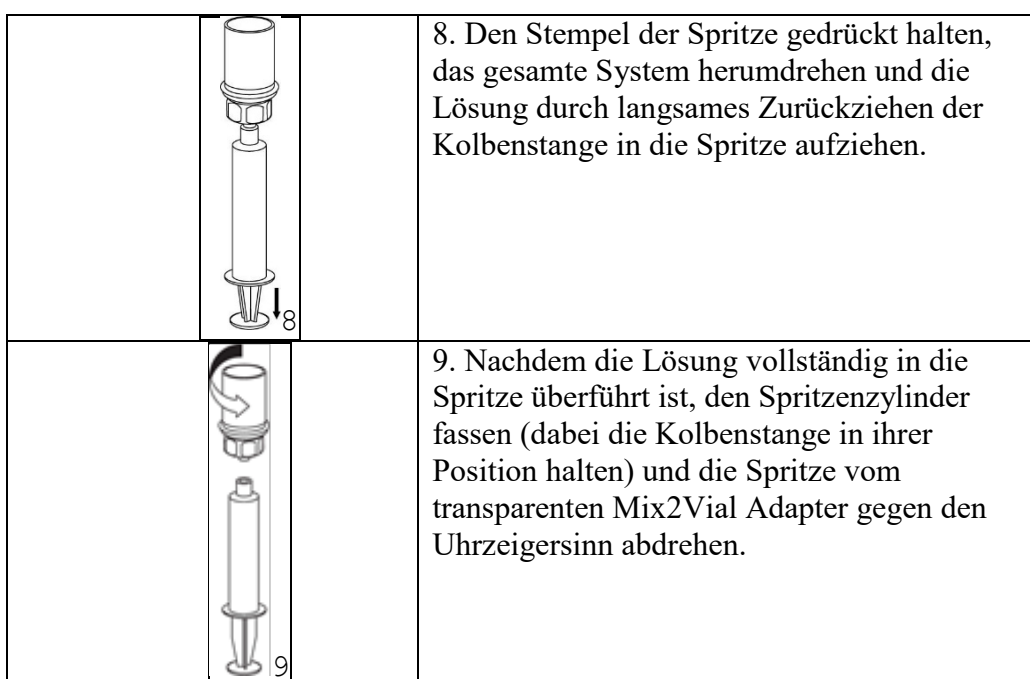 8. Den Stempel der Spritze gedrückt halten,
das gesamte System herumdrehen und die
Lösung durch langsames Zurückziehen der
Kolbenstange in die Spritze aufziehen.
8
9. Nachdem die Lösung vollständig in die
Spritze überführt ist, den Spritzenzylinder
fassen (dabei die Kolbenstange in ihrer
Position halten) und die Spritze vom
transparenten Mix2Vial Adapter gegen den
Uhrzeigersinn abdrehen.
9